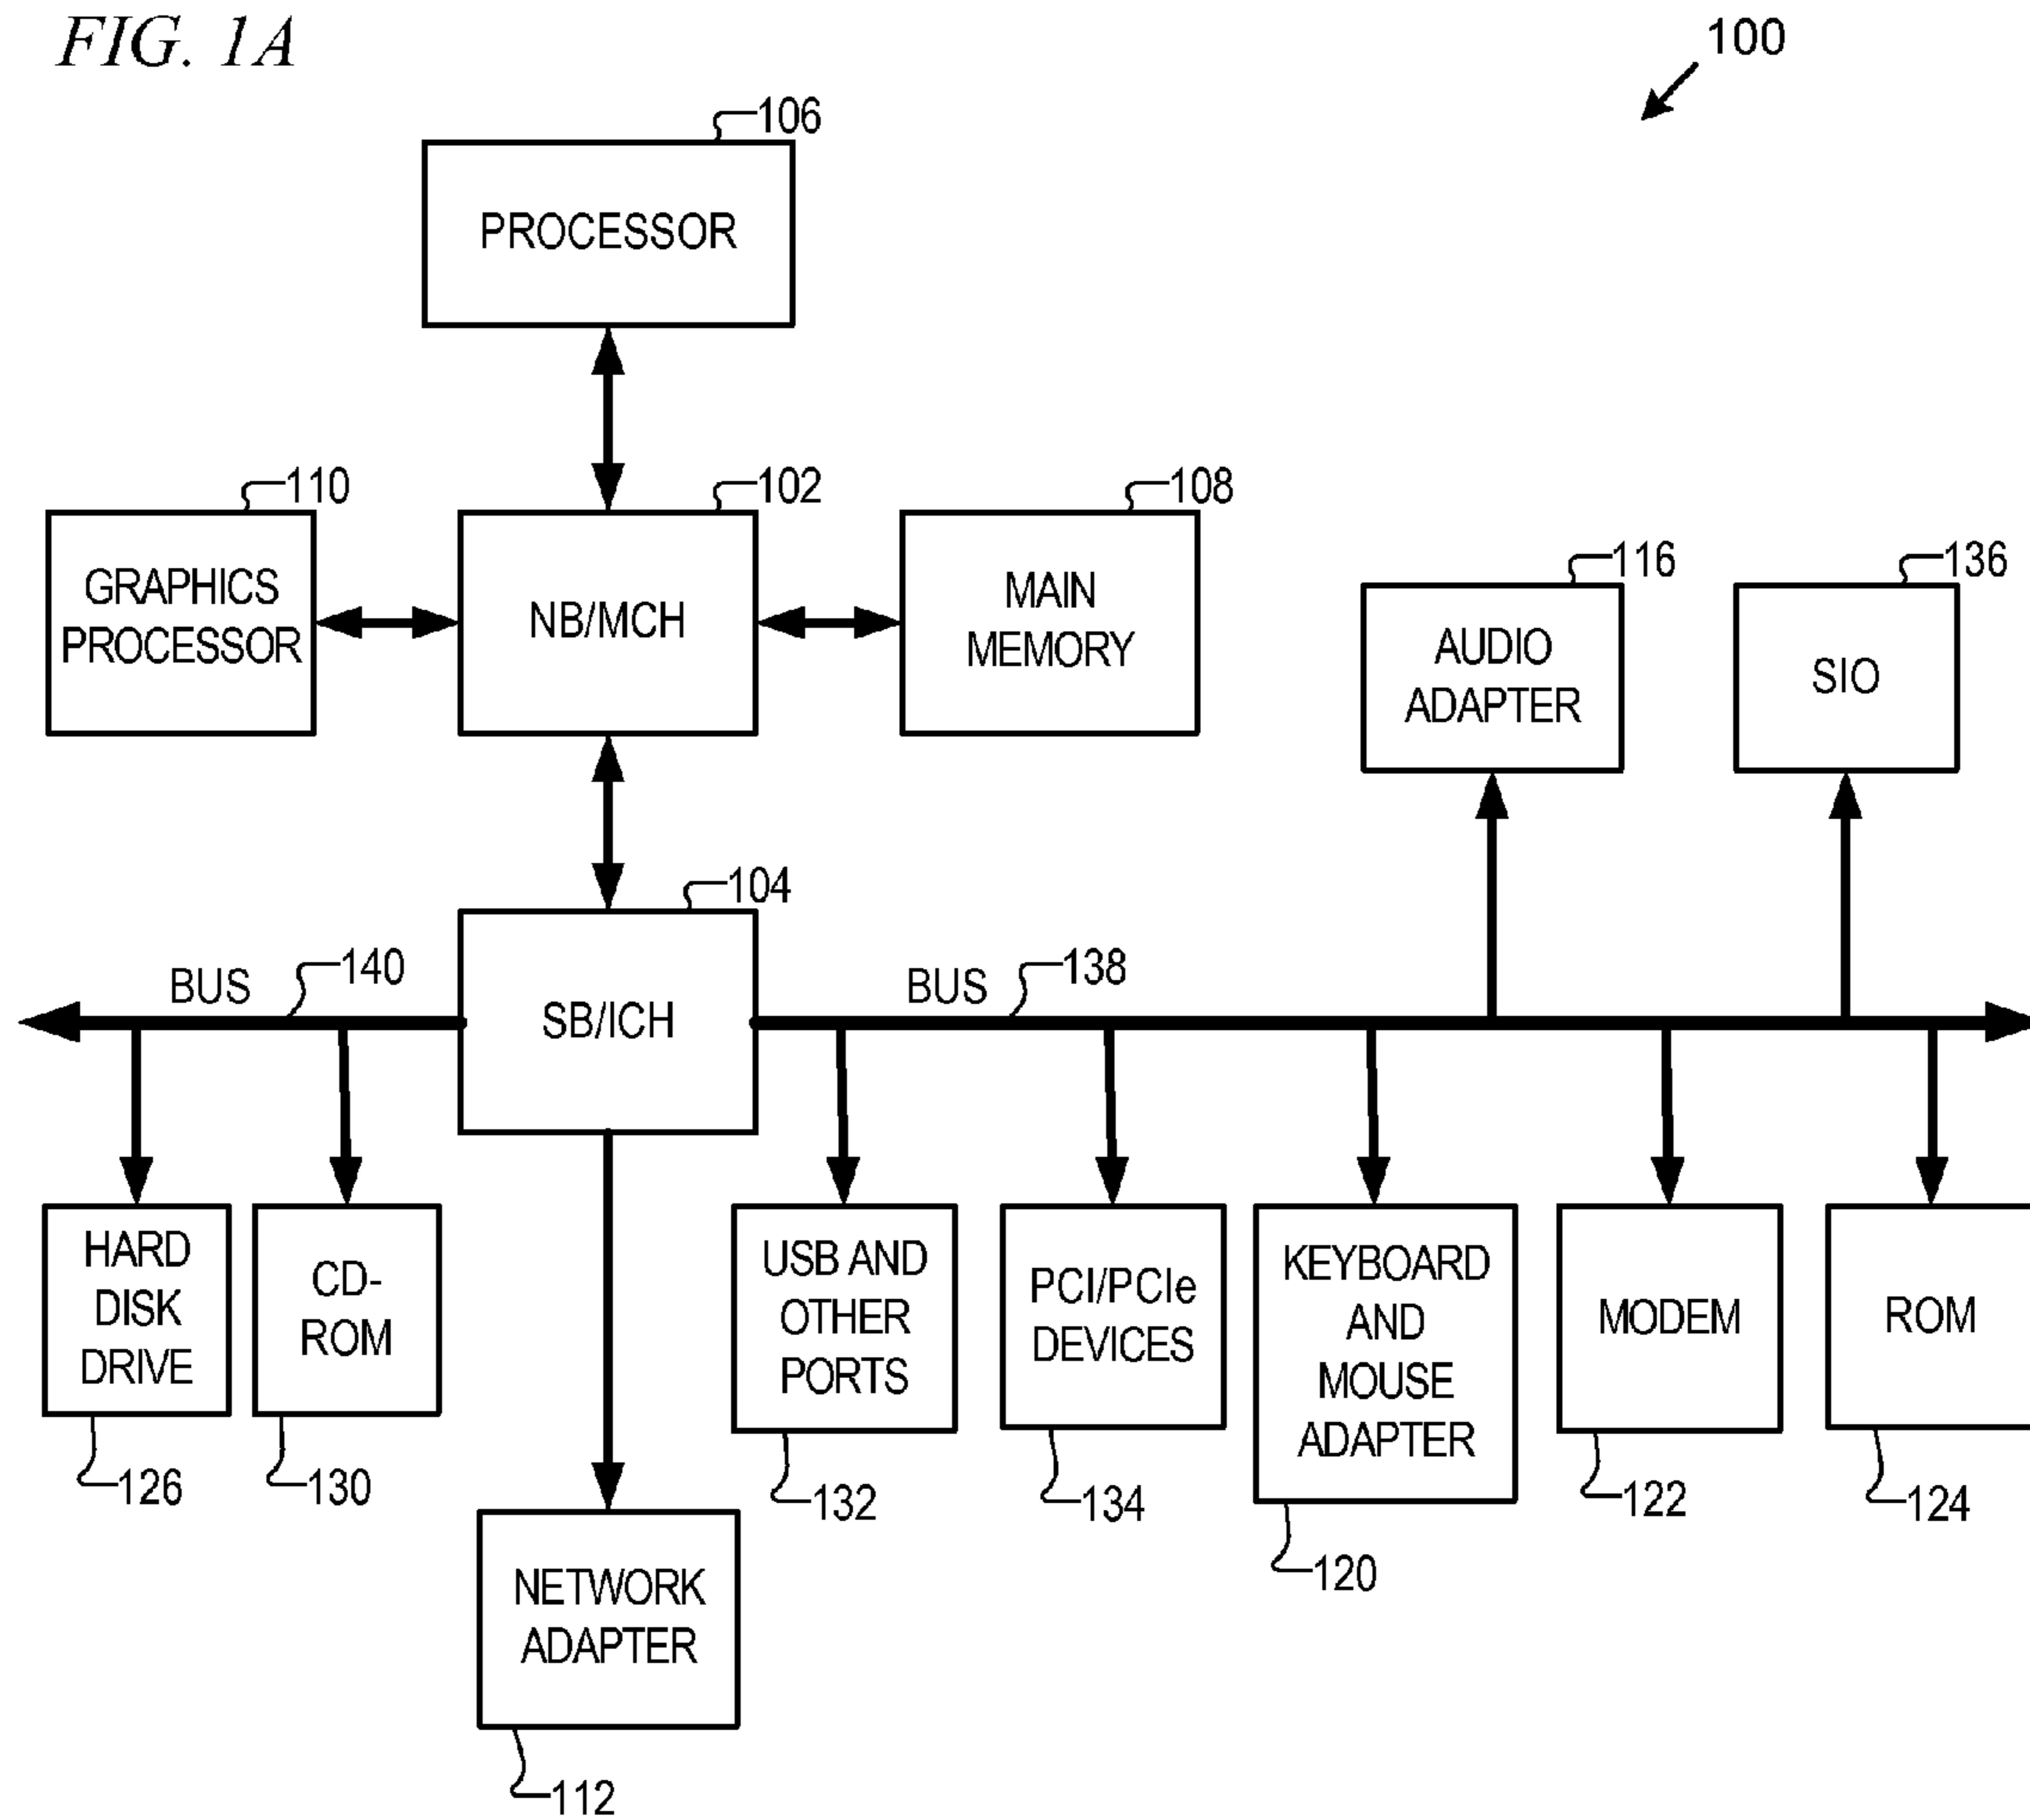 FIG. 1A
100
106
PROCESSOR
110
102
108
GRAPHICS
PROCESSOR
NB/MCH
MAIN
MEMORY
116
136
AUDIO
ADAPTER
SIO
104
BUS
140
SB/ICH
BUS
138
HARD
DISK
DRIVE
CD-
ROM
USB AND
OTHER
PORTS
PCI/PCIe
DEVICES
KEYBOARD
AND
MOUSE
ADAPTER
MODEM
ROM
126
130
132
134
120
122
124
NETWORK
ADAPTER
112